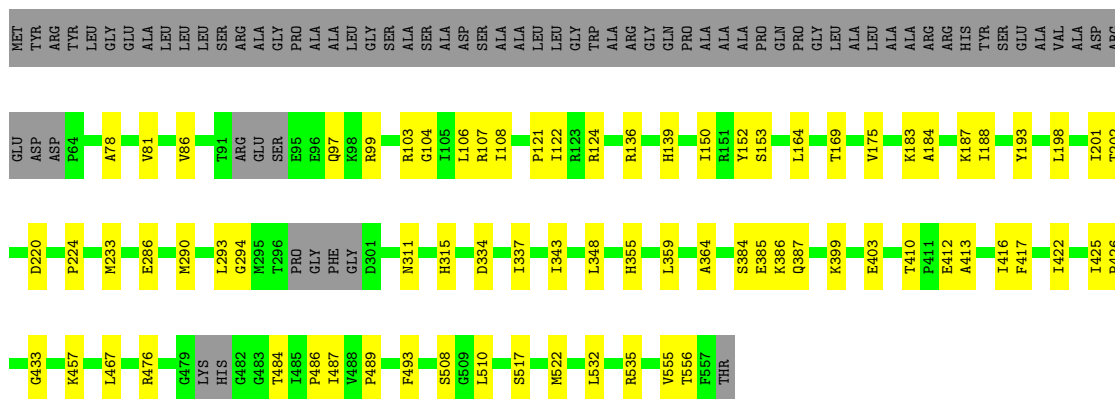 MET TYR ARG TYR LEU GLY GLU ALA LEU LEU LEU SER ARG ALA GLY PRO ALA ALA LEU GLY SER ALA SER ALA ASP SER ALA ALA LEU LEU GLY TRP ALA ARG GLY GLN PRO ALA ALA ALA PRO GLN PRO GLY LEU ALA LEU ALA ALA ARG ARG HIS TYR SER GLU ALA VAL ALA ASP ARG
GLU ASP ASP P64 A78 V81 V86 T91 ARG GLU SER E95 E96 Q97 K98 R99 R103 G104 I105 L106 R107 I108 P121 I122 R123 R124 R136 H139 I150 R151 Y152 S153 L164 T169 V175 K183 A184 K187 I188 Y193 L198 I201 T202
D220 P224 M233 E286 M290 L293 G294 M295 T296 PRO GLY PHE GLY D301 N311 H315 D334 I337 I343 L348 H355 L359 A364 S384 E385 K386 Q387 K399 E403 T410 P411 E412 A413 I416 F417 I422 I425 R426
G433 K457 L467 R476 G479 LYS HIS G482 G483 T484 I485 P486 I487 V488 P489 F493 S508 G509 L510 S517 M522 L532 R535 V555 T556 F557 THR